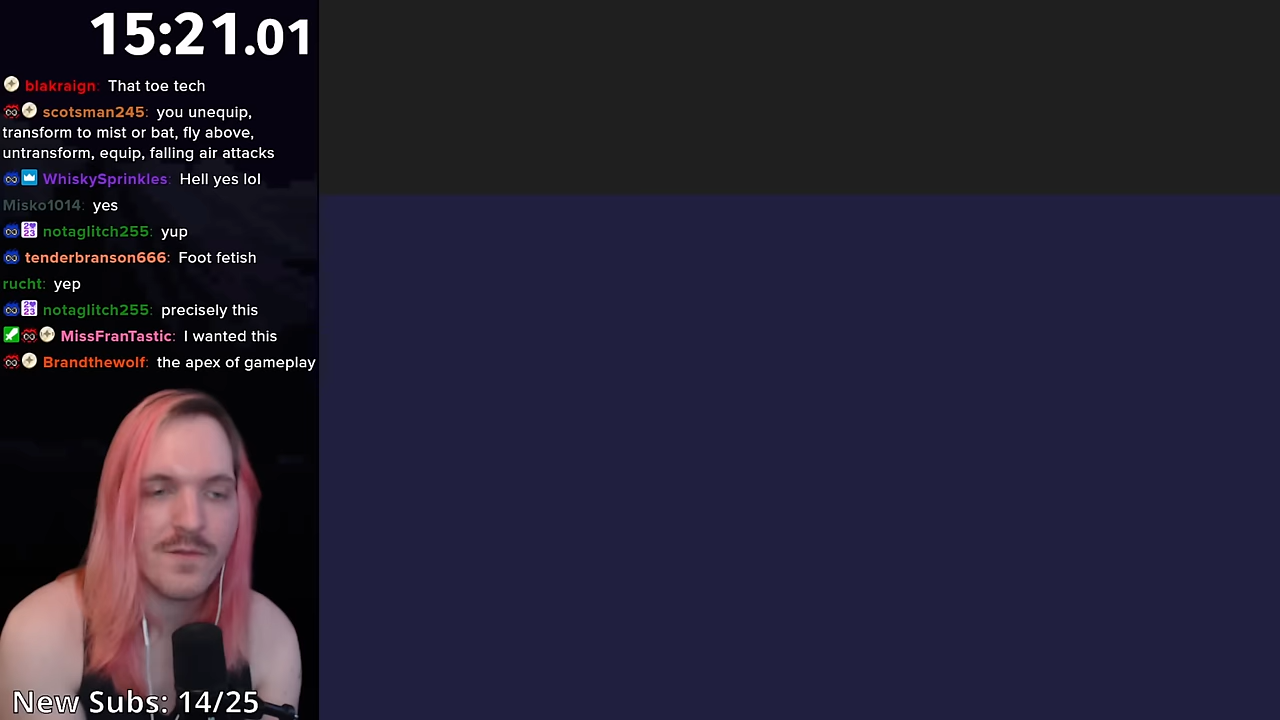 15:21.01
blakraign: That toe tech
scotsman245: you unequip,
transform to mist or bat, fly above,
untransform, equip, falling air attacks
WhiskySprinkles: Hell yes lol
Misko1014: yes
notaglitch255: yup
tenderbranson666: Foot fetish
rucht: yep
notaglitch255: precisely this
MissFranTastic: I wanted this
Brandthewolf: the apex of gameplay
New Subs: 14/25